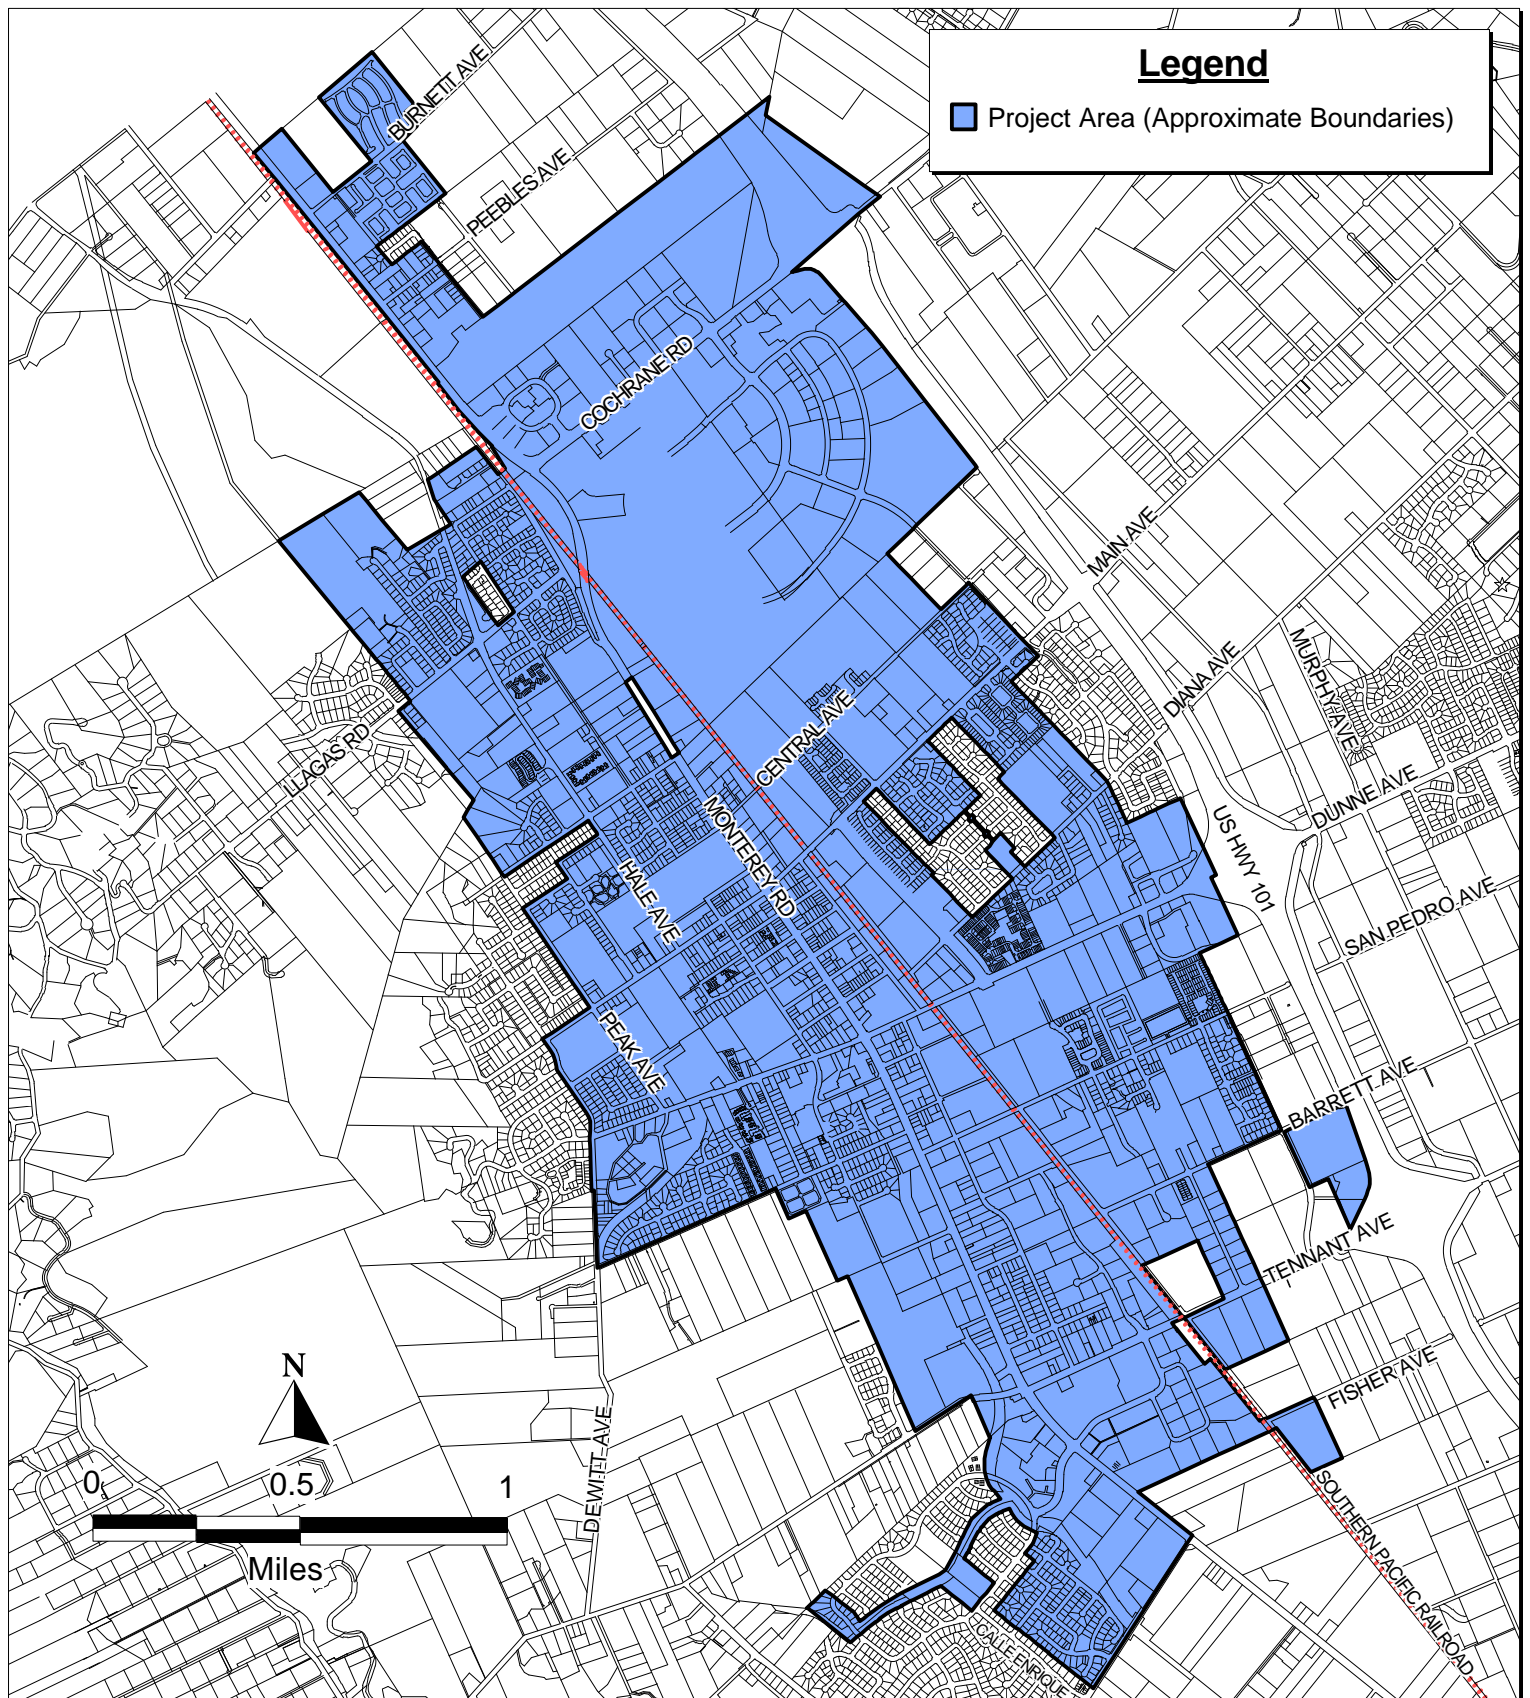 Legend
Project Area (Approximate Boundaries)
BURNETT AVE
PEEBLES AVE
COCHRANE RD
MAIN AVE
DIANA AVE
MURPHY AVE
LLAGAS RD
CENTRAL AVE
DUNNE AVE
MONTEREY RD
US HWY 101
HALE AVE
SAN PEDRO AVE
PEAK AVE
BARRETT AVE
TENNANT AVE
FISHER AVE
N
DEWITT AVE
0 0.5 1
Miles
SOUTHERN PACIFIC RAILROAD
CALLE ENRIQUE